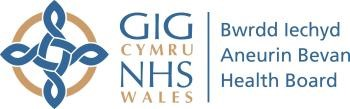 GIG
CYMRU
NHS
WALES
Bwrdd Iechyd
Aneurin Bevan
Health Board